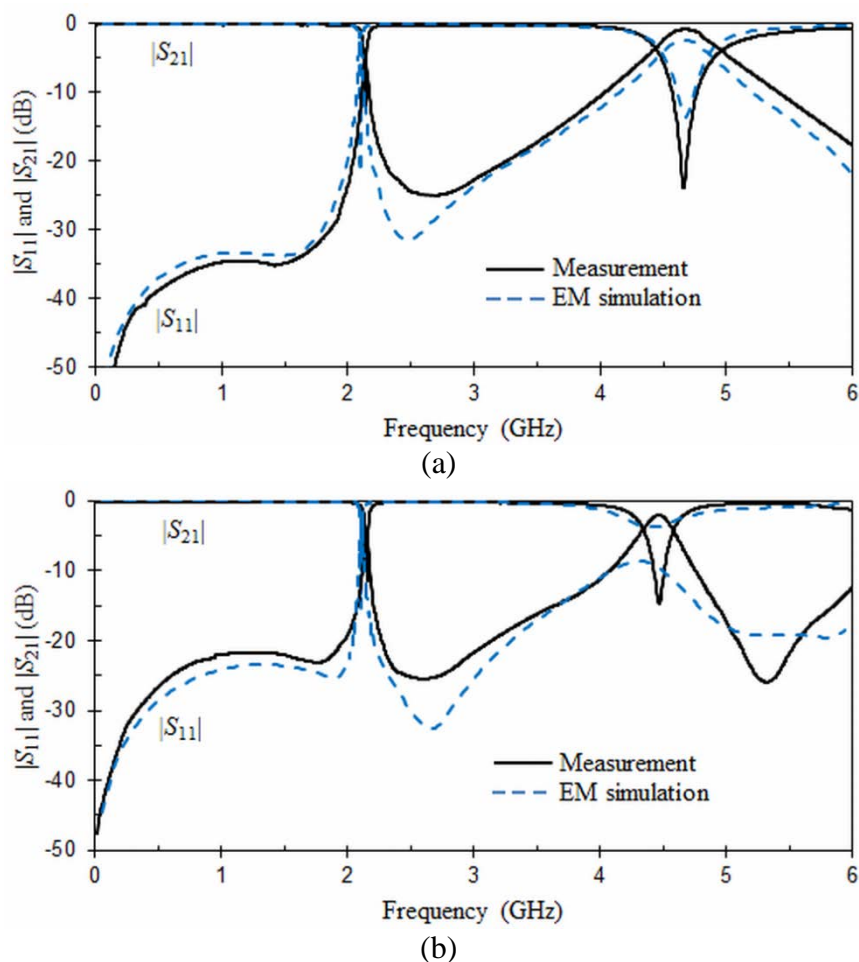 |S11| and |S21| (dB)
0
-10
-20
-30
-40
-50
|S21|
|S11|
Measurement
EM simulation
0 1 2 3 4 5 6
Frequency (GHz)
(a)
|S11| and |S21| (dB)
0
-10
-20
-30
-40
-50
|S21|
|S11|
Measurement
EM simulation
0 1 2 3 4 5 6
Frequency (GHz)
(b)